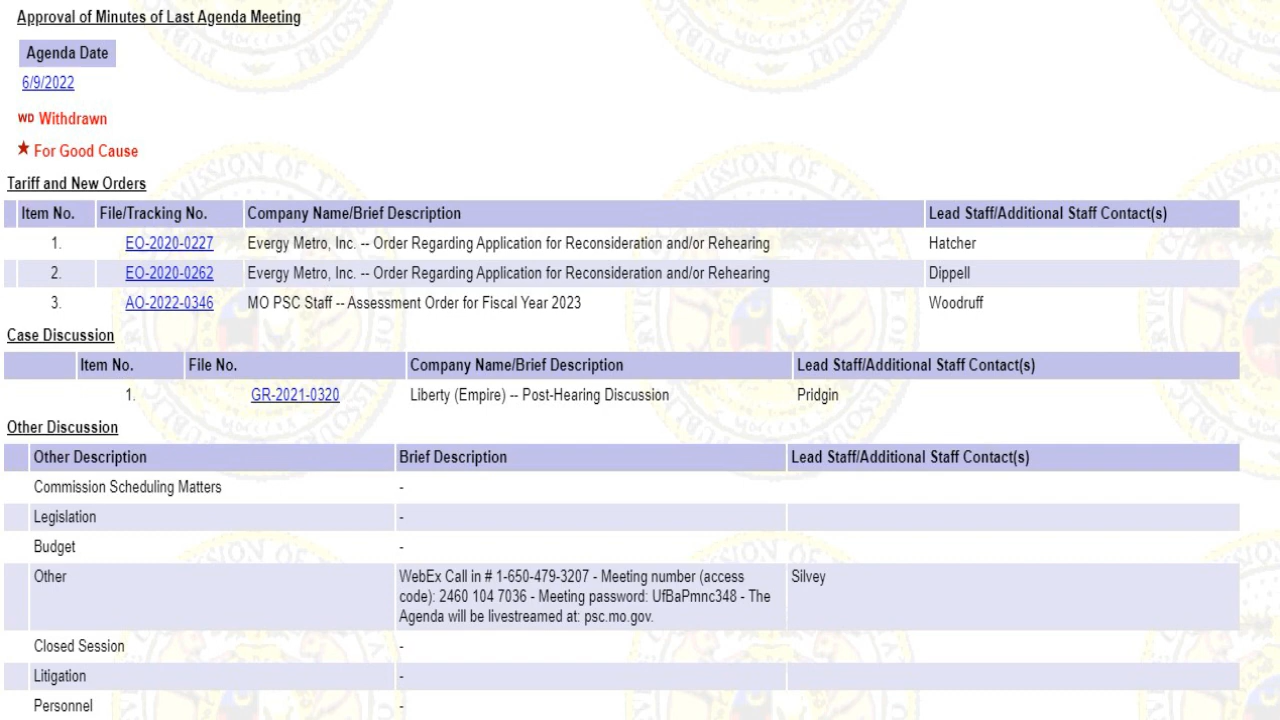 Approval of Minutes of Last Agenda Meeting
Agenda Date
6/9/2022
WD Withdrawn
★ For Good Cause
Tariff and New Orders
Item No. File/Tracking No. Company Name/Brief Description Lead Staff/Additional Staff Contact(s)
1. EO-2020-0227 Evergy Metro, Inc. -- Order Regarding Application for Reconsideration and/or Rehearing Hatcher
2. EO-2020-0262 Evergy Metro, Inc. -- Order Regarding Application for Reconsideration and/or Rehearing Dippell
3. AO-2022-0346 MO PSC Staff -- Assessment Order for Fiscal Year 2023 Woodruff
Case Discussion
Item No. File No. Company Name/Brief Description Lead Staff/Additional Staff Contact(s)
1. GR-2021-0320 Liberty (Empire) -- Post-Hearing Discussion Pridgin
Other Discussion
Other Description Brief Description Lead Staff/Additional Staff Contact(s)
Commission Scheduling Matters -
Legislation -
Budget -
Other WebEx Call in # 1-650-479-3207 - Meeting number (access Silvey
code): 2460 104 7036 - Meeting password: UfBaPmnc348 - The
Agenda will be livestreamed at: psc.mo.gov.
Closed Session -
Litigation -
Personnel -